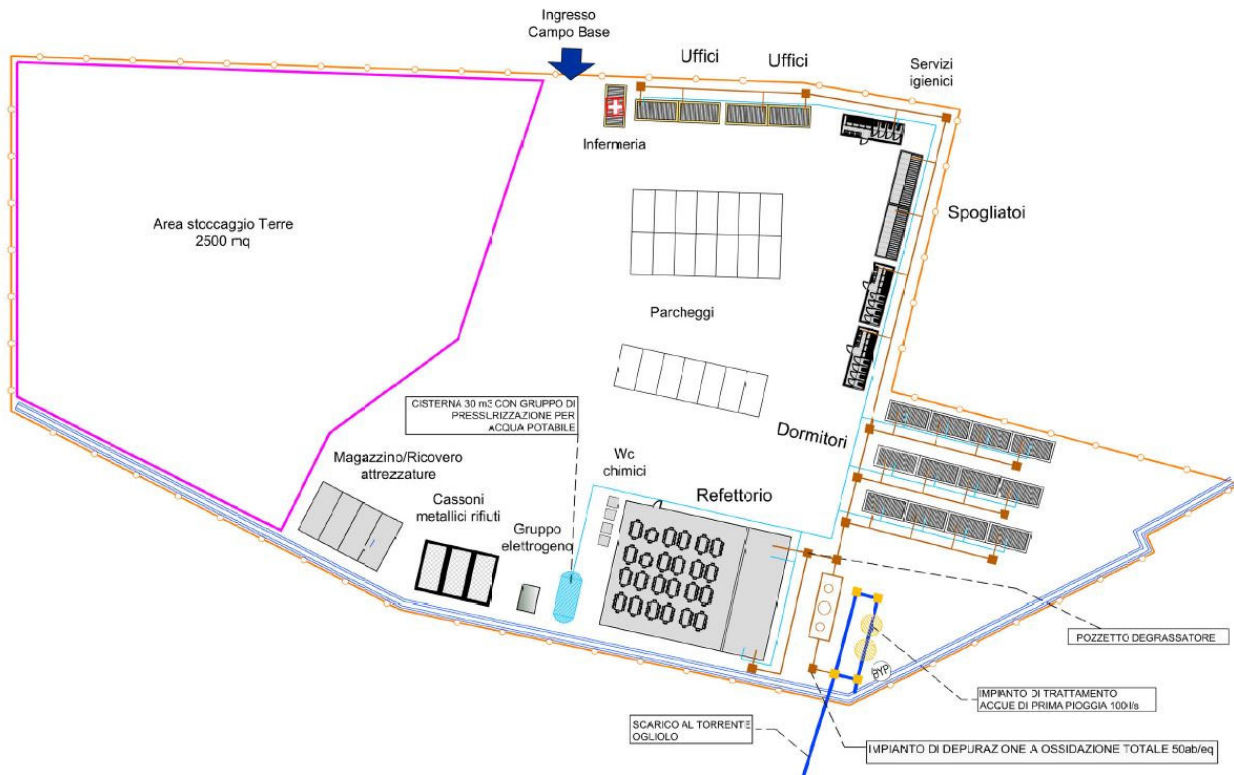 Ingresso
Campo Base
Uffici
Uffici
Servizi
igienici
Infermeria
Area stoccaggio Terre
2500 mq
Spogliatoi
Parcheggi
CISTERNA 30 m3 CON GRUPPO DI
PRESSURIZZAZIONE PER
ACQUA POTABILE
Dormitori
Magazzino/Ricovero
attrezzature
Wc
chimici
Refettorio
Cassoni
metallici rifiuti
Gruppo
elettrogeno
POZZETTO DEGRASSATORE
BYP
IMPIANTO DI TRATTAMENTO
ACQUE DI PRIMA PIOGGIA 100l/s
SCARICO AL TORRENTE
OGLIOLO
IMPIANTO DI DEPURAZIONE A OSSIDAZIONE TOTALE 50ab/eq